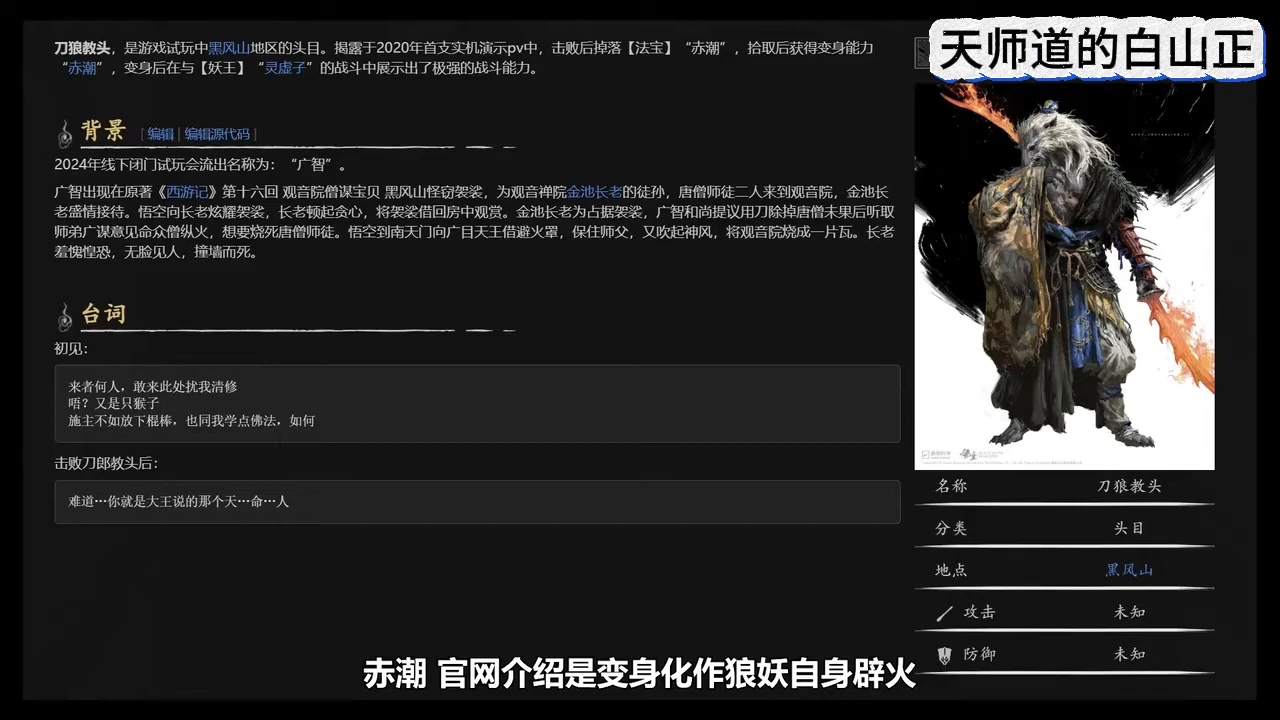 天师道的白山正
刀狼教头，是游戏试玩中黑风山地区的头目。揭露于2020年首支实机演示pv中，击败后掉落【法宝】“赤潮”，拾取后获得变身能力
“赤潮”，变身后在与【妖王】“灵虚子”的战斗中展示出了极强的战斗能力。
背景 [ 编辑 | 编辑源代码 ]
2024年线下闭门试玩会流出名称为：“广智”。
广智出现在原著《西游记》第十六回 观音院僧谋宝贝 黑风山怪窃袈裟，为观音禅院金池长老的徒孙，唐僧师徒二人来到观音院，金池长
老盛情接待。悟空向长老炫耀袈裟，长老顿起贪心，将袈裟借回房中观赏。金池长老为占据袈裟，广智和尚提议用刀除掉唐僧未果后听取
师弟广谋意见命众僧纵火，想要烧死唐僧师徒。悟空到南天门向广目天王借避火罩，保住师父，又吹起神风，将观音院烧成一片瓦。长老
羞愧惶恐，无脸见人，撞墙而死。
台词
初见：
来者何人，敢来此处扰我清修
唔？又是只猴子
施主不如放下棍棒，也同我学点佛法，如何
击败刀郎教头后：
难道…你就是大王说的那个天…命…人
名称 刀狼教头
分类 头目
地点 黑风山
攻击 未知
防御 未知
赤潮 官网介绍是变身化作狼妖自身辟火